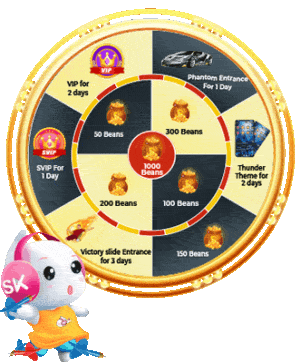 VIP
VIP for
2 days
Phantom Entrance
For 1 Day
50 Beans
300 Beans
SVIP
SVIP For
1 Day
1000
Beans
Thunder
Theme for
2 days
200 Beans
100 Beans
Victory slide Entrance
for 3 days
150 Beans
SK